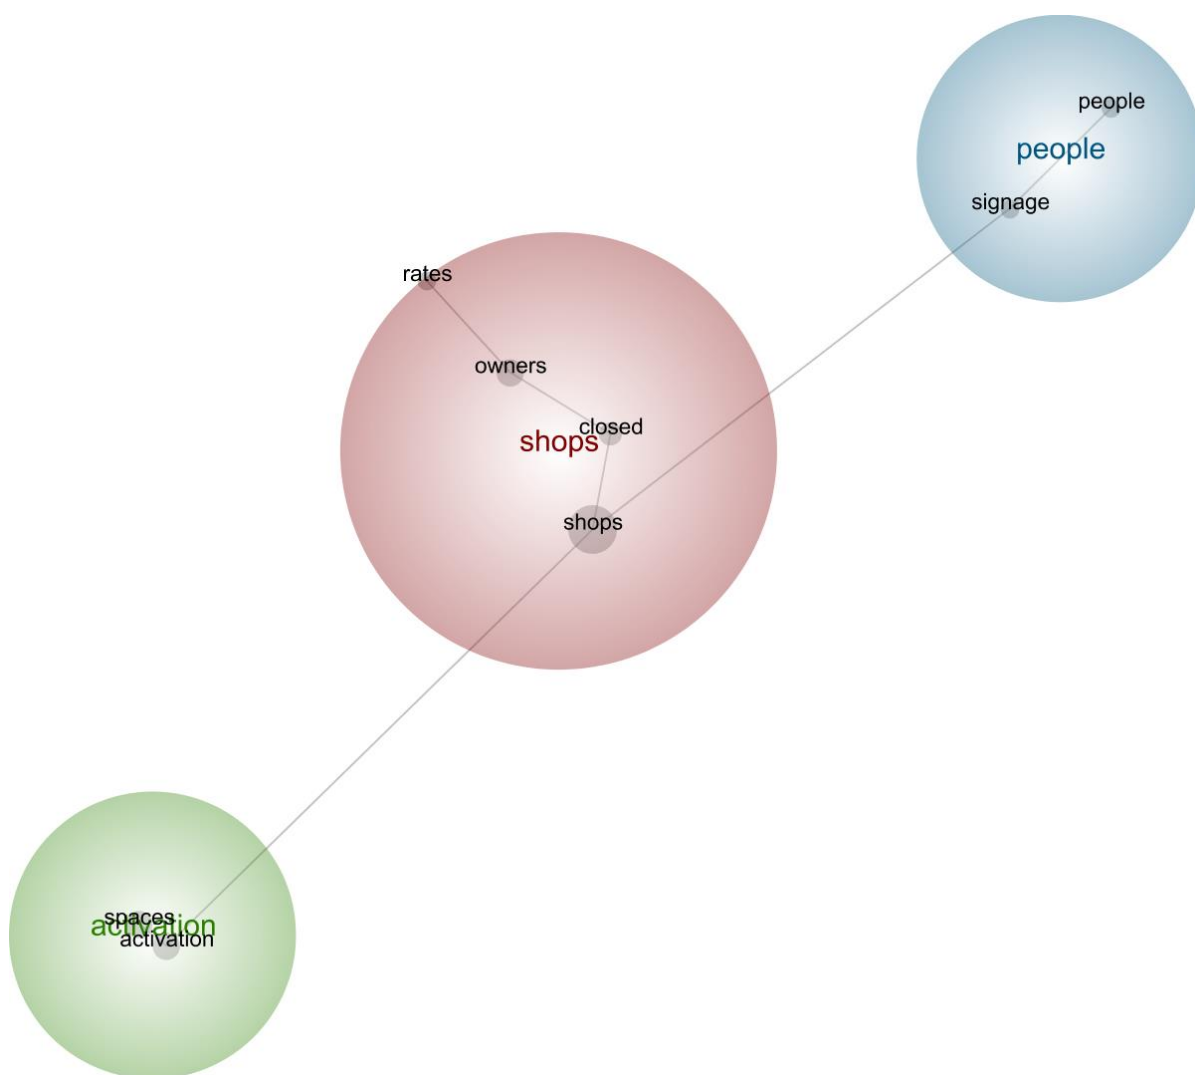 people
people
signage
rates
owners
closed
shops
shops
spaces
activation
activation